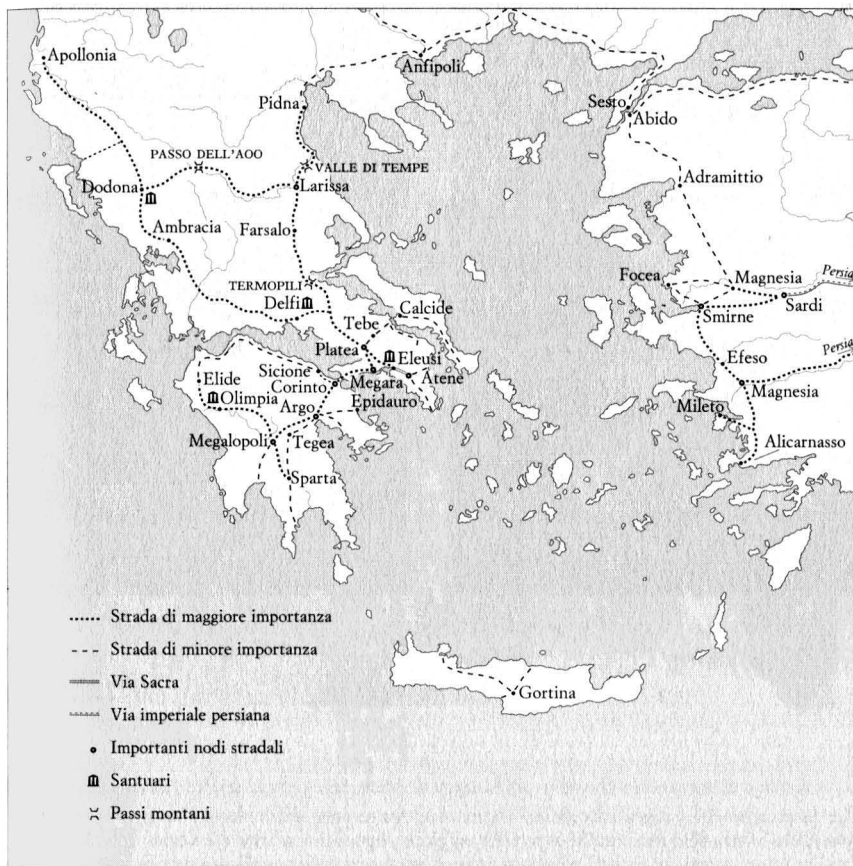 Apollonia
Anfipoli
Pidna
Sesto
Abido
PASSO DELL'AOO
VALLE DI TEMPE
Dodona
Larissa
Adramittio
Ambracia
Farsalo
TERMOPILI
Focea
Magnesia
Persia
Delfi
Calcide
Sardi
Smirne
Tebe
Platea
Eleusi
Efeso
Persia
Sicione
Elide
Corinto
Megara
Atene
Magnesia
Olimpia
Argo
Epidauro
Mileto
Megalopoli
Tegea
Alicarnasso
Sparta
Strada di maggiore importanza
Strada di minore importanza
Via Sacra
Gortina
Via imperiale persiana
Importanti nodi stradali
Santuari
Passi montani